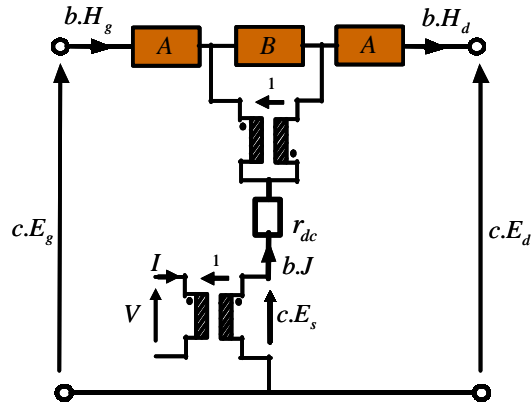 b.H_g
b.H_d
A
B
A
1
r_dc
c.E_g
c.E_d
I
1
b.J
V
c.E_s